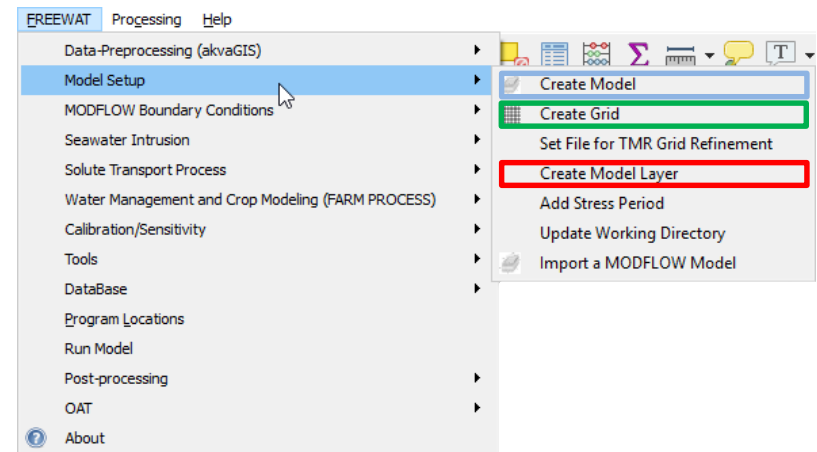 FREEWAT Processing Help
Data-Preprocessing (akvaGIS)
Model Setup
MODFLOW Boundary Conditions
Seawater Intrusion
Solute Transport Process
Water Management and Crop Modeling (FARM PROCESS)
Calibration/Sensitivity
Tools
DataBase
Program Locations
Run Model
Post-processing
OAT
About
Σ T
Create Model
Create Grid
Set File for TMR Grid Refinement
Create Model Layer
Add Stress Period
Update Working Directory
Import a MODFLOW Model